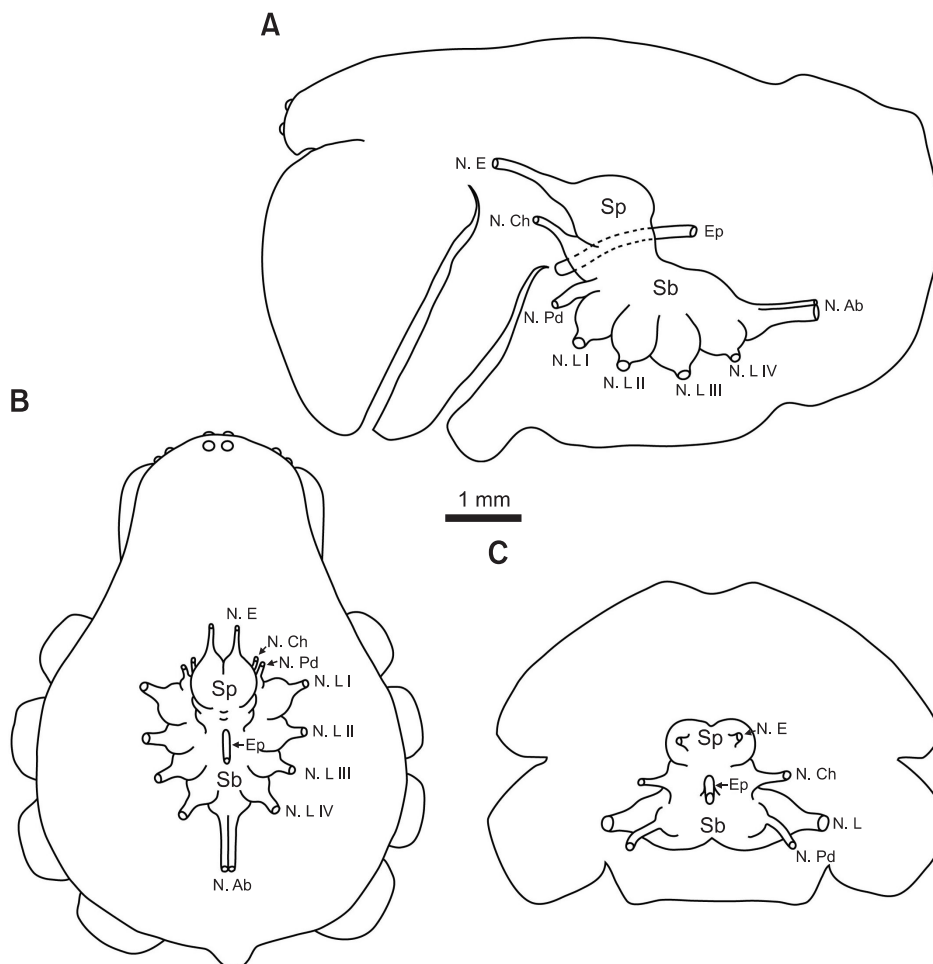 A
N. E
Sp
N. Ch
Ep
Sb
N. Pd
N. Ab
N. L I
N. L II
N. L III
N. L IV
B
1 mm
C
N. E
N. Ch
N. Pd
Sp
N. L I
N. L II
Ep
N. L III
Sb
N. L IV
N. Ab
Sp
N. E
N. Ch
Ep
Sb
N. L
N. Pd